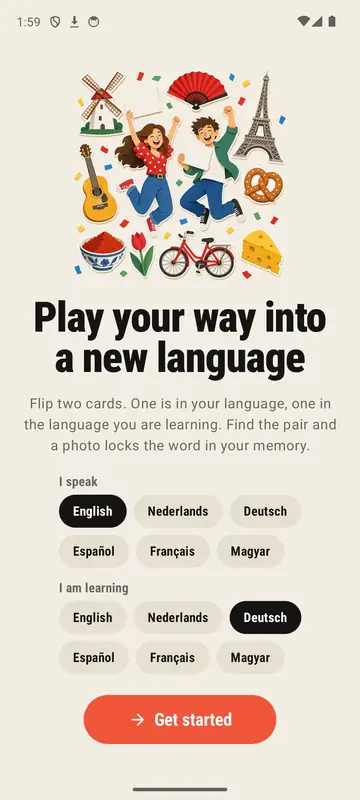 1:59
Play your way into
a new language
Flip two cards. One is in your language, one in
the language you are learning. Find the pair and
a photo locks the word in your memory.
I speak
English Nederlands Deutsch
Español Français Magyar
I am learning
English Nederlands Deutsch
Español Français Magyar
Get started